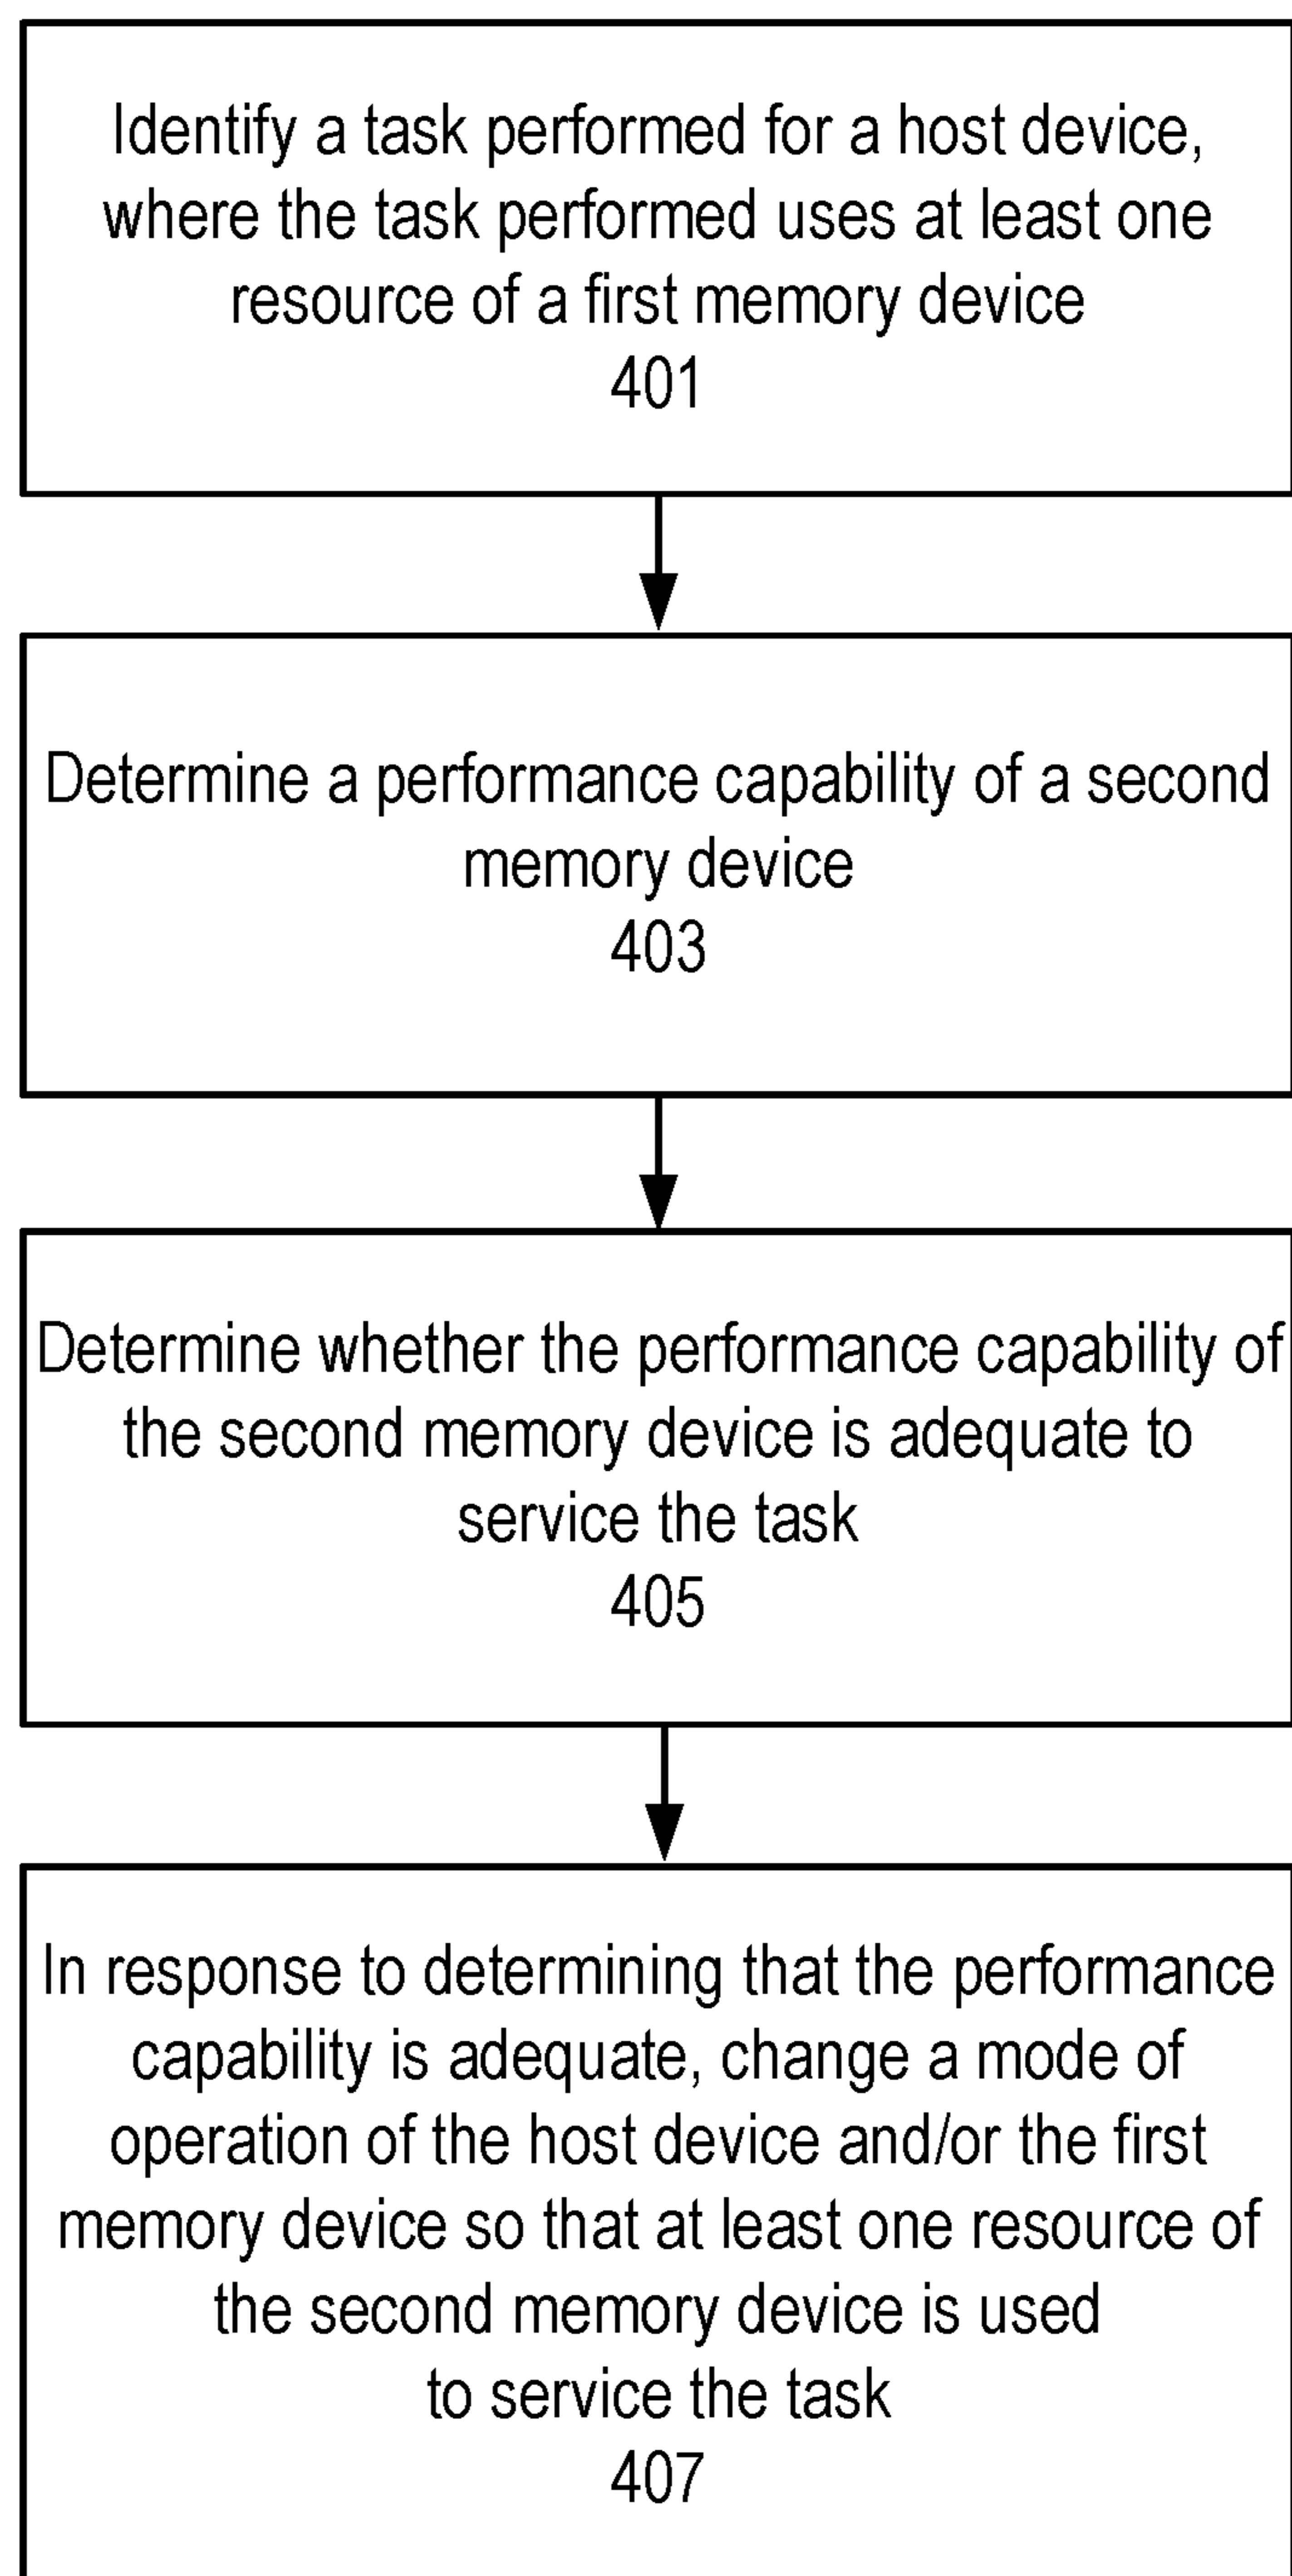 Identify a task performed for a host device,
where the task performed uses at least one
resource of a first memory device
401
Determine a performance capability of a second
memory device
403
Determine whether the performance capability of
the second memory device is adequate to
service the task
405
In response to determining that the performance
capability is adequate, change a mode of
operation of the host device and/or the first
memory device so that at least one resource of
the second memory device is used
to service the task
407